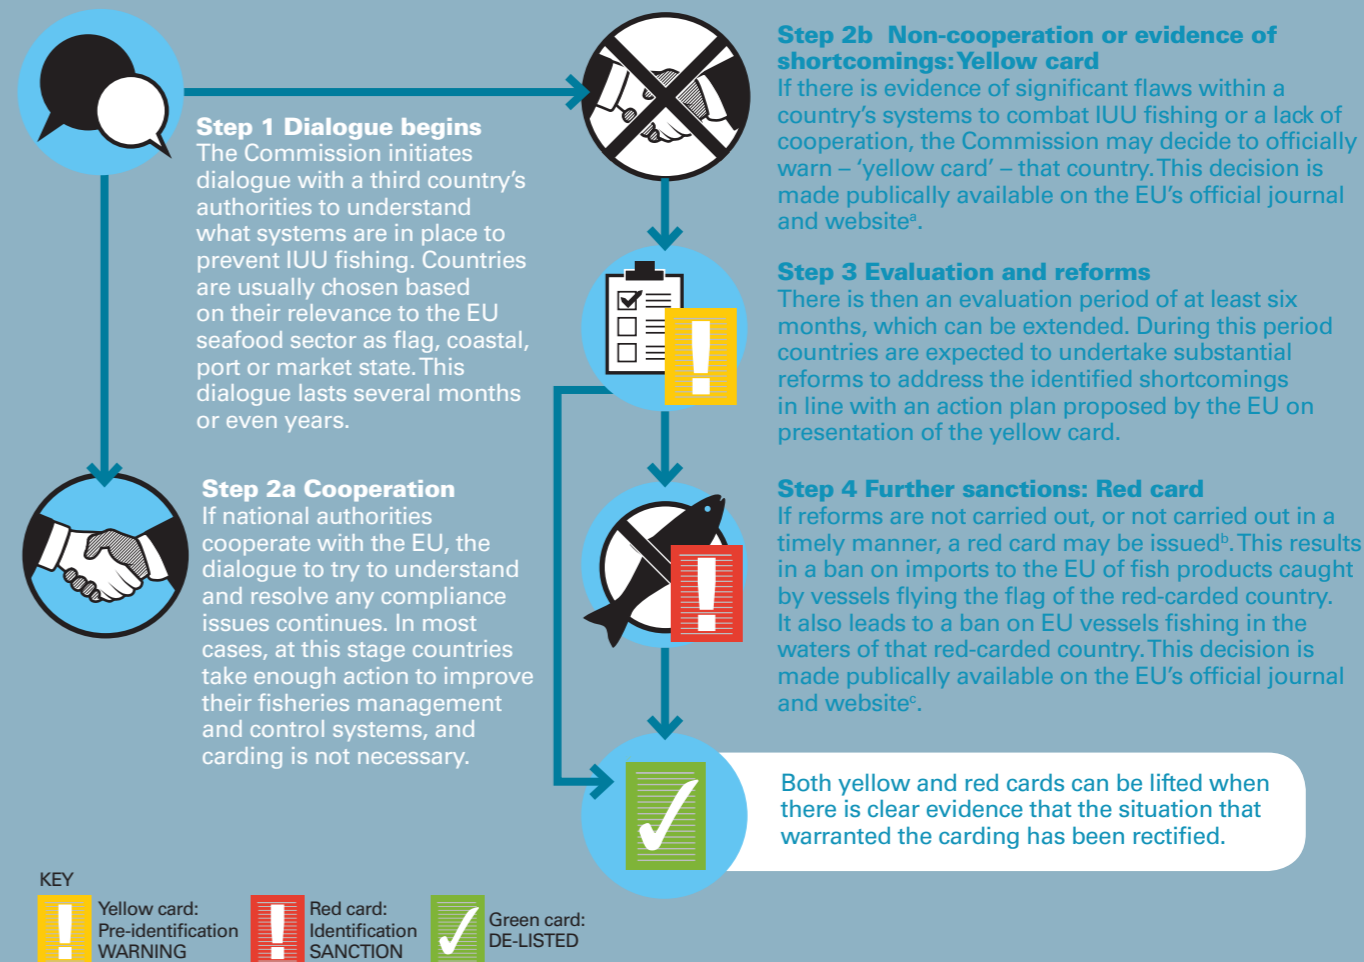 Step 1 Dialogue begins
The Commission initiates
dialogue with a third country's
authorities to understand
what systems are in place to
prevent IUU fishing. Countries
are usually chosen based
on their relevance to the EU
seafood sector as flag, coastal,
port or market state. This
dialogue lasts several months
or even years.
Step 2a Cooperation
If national authorities
cooperate with the EU, the
dialogue to try to understand
and resolve any compliance
issues continues. In most
cases, at this stage countries
take enough action to improve
their fisheries management
and control systems, and
carding is not necessary.
Step 2b Non-cooperation or evidence of
shortcomings: Yellow card
If there is evidence of significant flaws within a
country's systems to combat IUU fishing or a lack of
cooperation, the Commission may decide to officially
warn – 'yellow card' – that country. This decision is
made publically available on the EU's official journal
and websiteᵃ.
Step 3 Evaluation and reforms
There is then an evaluation period of at least six
months, which can be extended. During this period
countries are expected to undertake substantial
reforms to address the identified shortcomings
in line with an action plan proposed by the EU on
presentation of the yellow card.
Step 4 Further sanctions: Red card
If reforms are not carried out, or not carried out in a
timely manner, a red card may be issuedᵇ. This results
in a ban on imports to the EU of fish products caught
by vessels flying the flag of the red-carded country.
It also leads to a ban on EU vessels fishing in the
waters of that red-carded country. This decision is
made publically available on the EU's official journal
and websiteᶜ.
Both yellow and red cards can be lifted when
there is clear evidence that the situation that
warranted the carding has been rectified.
KEY
Yellow card:
Pre-identification
WARNING
Red card:
Identification
SANCTION
Green card:
DE-LISTED